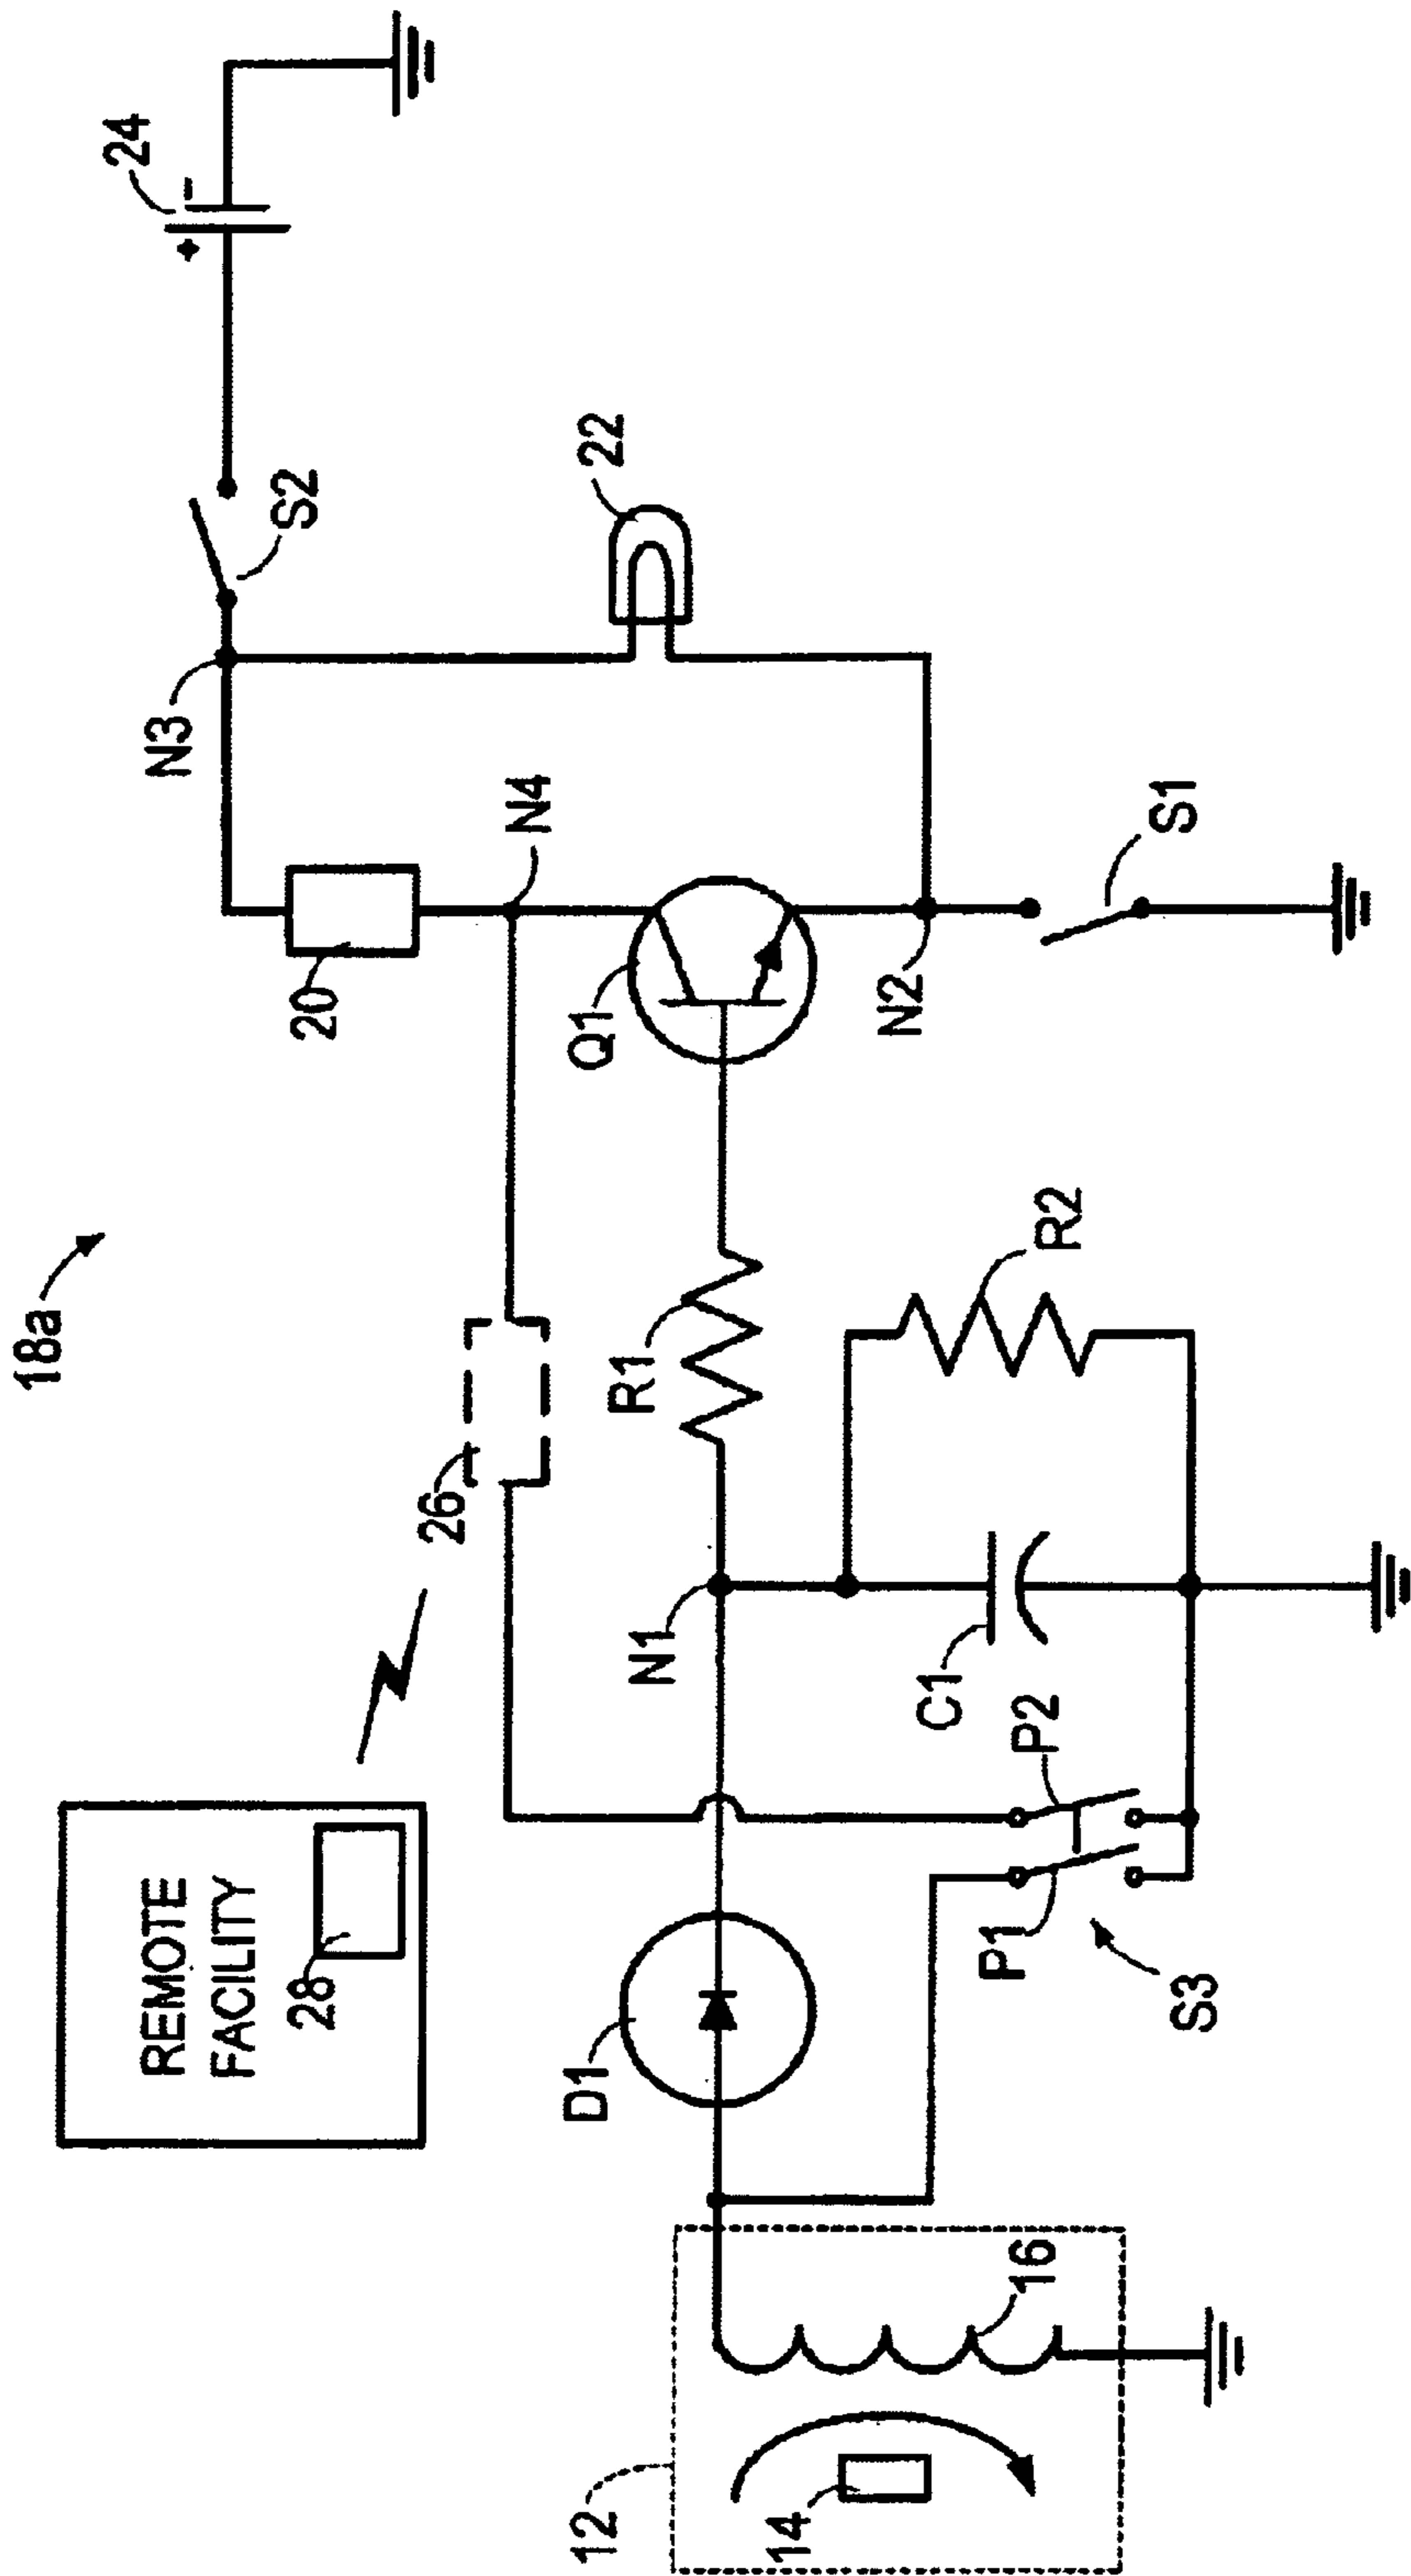 18a
REMOTE
FACILITY
28
26
20
N3
S2
24
+
-
N4
22
D1
N1
R1
Q1
N2
S1
P1
P2
C1
R2
S3
12
14
16